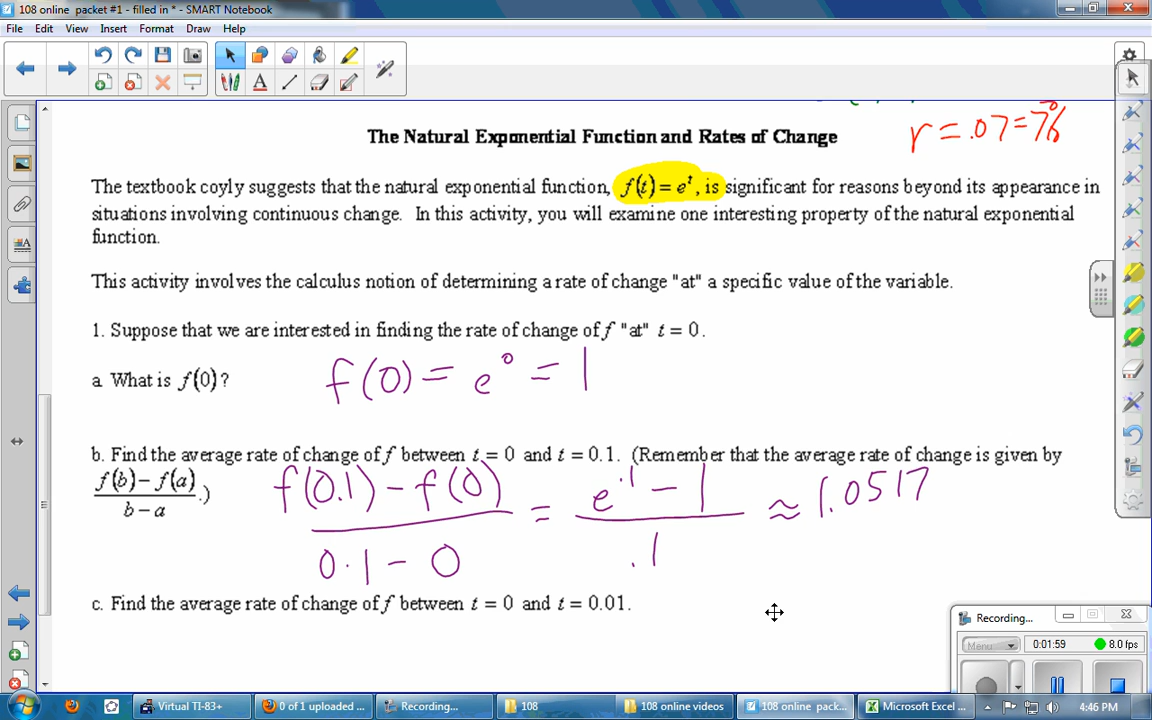 108 online packet #1 - filled in * - SMART Notebook
File Edit View Insert Format Draw Help
r = .07 = 7%
The Natural Exponential Function and Rates of Change
The textbook coyly suggests that the natural exponential function, f(t) = e^t, is significant for reasons beyond its appearance in
situations involving continuous change. In this activity, you will examine one interesting property of the natural exponential
function.
This activity involves the calculus notion of determining a rate of change "at" a specific value of the variable.
1. Suppose that we are interested in finding the rate of change of f "at" t = 0.
a. What is f(0)? f(0) = e^0 = 1
b. Find the average rate of change of f between t = 0 and t = 0.1. (Remember that the average rate of change is given by
f(b) – f(a)
b – a
.)
f(0.1) – f(0)
0.1 – 0
=
e^.1 – 1
.1
≈ 1.0517
c. Find the average rate of change of f between t = 0 and t = 0.01.
Recording...
Menu
0:01:59
8.0 fps
Virtual TI-83+
0 of 1 uploaded ...
Recording...
108
108 online videos
108 online pack...
Microsoft Excel ...
4:46 PM